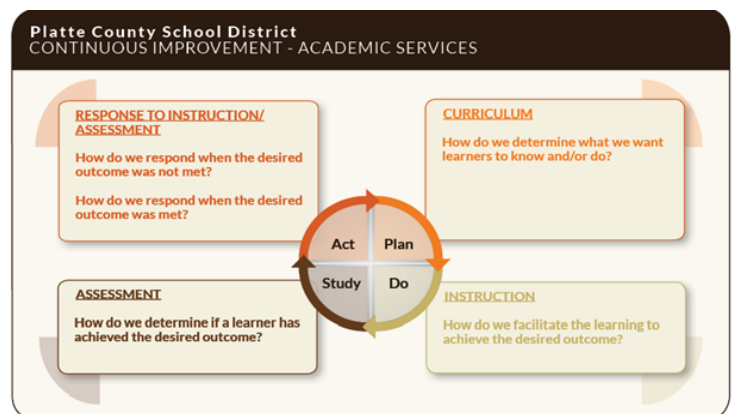 Platte County School District
CONTINUOUS IMPROVEMENT - ACADEMIC SERVICES
RESPONSE TO INSTRUCTION/
ASSESSMENT
How do we respond when the desired
outcome was not met?
How do we respond when the desired
outcome was met?
CURRICULUM
How do we determine what we want
learners to know and/or do?
Act
Plan
Study
Do
ASSESSMENT
How do we determine if a learner has
achieved the desired outcome?
INSTRUCTION
How do we facilitate the learning to
achieve the desired outcome?